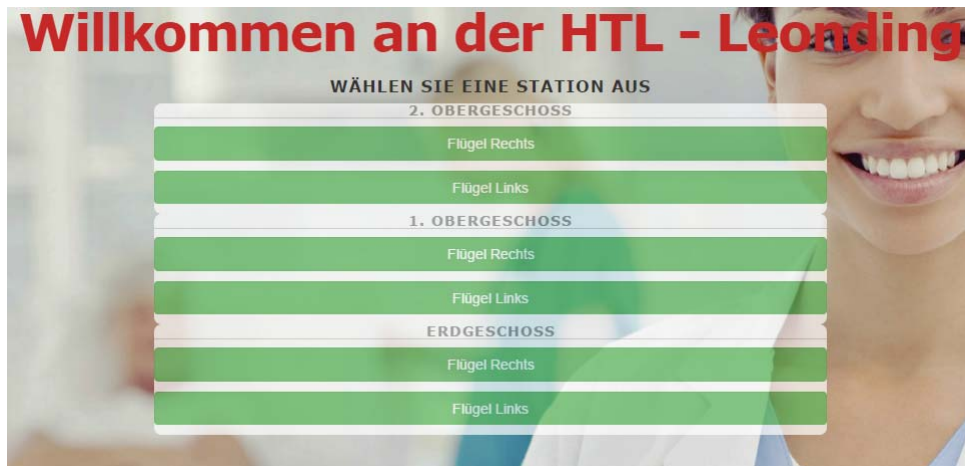 Willkommen an der HTL - Leonding
WÄHLEN SIE EINE STATION AUS
2. OBERGESCHOSS
Flügel Rechts
Flügel Links
1. OBERGESCHOSS
Flügel Rechts
Flügel Links
ERDGESCHOSS
Flügel Rechts
Flügel Links